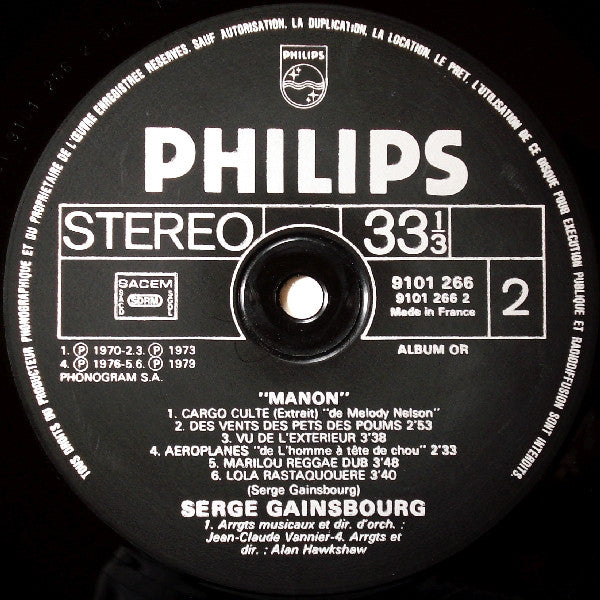 TOUS DROITS DU PRODUCTEUR PHONOGRAPHIQUE ET DU PROPRIETAIRE DE L'ŒUVRE ENREGISTREE RESERVES. SAUF AUTORISATION. LA DUPLICATION, LA LOCATION, LE PRET, L'UTILISATION DE CE DISQUE POUR EXECUTION PUBLIQUE ET RADIODIFFUSION SONT INTERDITS.
PHILIPS
PHILIPS
STEREO 33 1/3
SACEM
SACD SDRM SGDL
9101 266
9101 266 2
Made in France
2
1. Ⓟ 1970-2.3. Ⓟ 1973
4. Ⓟ 1976-5.6. Ⓟ 1979
PHONOGRAM S.A.
ALBUM OR
"MANON"
1. CARGO CULTE (Extrait) "de Melody Nelson"
2. DES VENTS DES PETS DES POUMS 2'53
3. VU DE L'EXTERIEUR 3'38
4. AEROPLANES "de L'homme à tête de chou" 2'33
5. MARILOU REGGAE DUB 3'48
6. LOLA RASTAQUOUERE 3'40
(Serge Gainsbourg)
SERGE GAINSBOURG
1. Arrgts musicaux et dir. d'orch. :
Jean-Claude Vannier-4. Arrgts et
dir. : Alan Hawkshaw